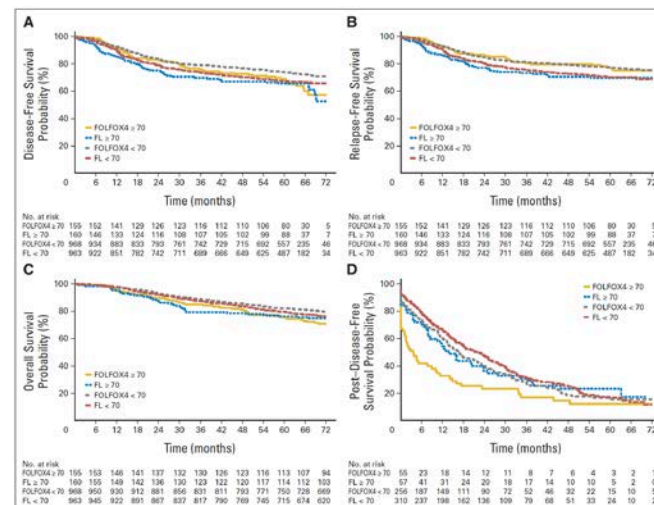 A
Disease-Free Survival
Probability (%)
100
80
60
40
20
FOLFOX4 ≥ 70
FL ≥ 70
FOLFOX4 < 70
FL < 70
0 6 12 18 24 30 36 42 48 54 60 66 72
Time (months)
No. at risk
FOLFOX4 ≥ 70 155 152 141 129 126 123 116 112 110 106 80 30 5
FL ≥ 70 160 146 133 124 116 108 107 105 102 99 88 37 7
FOLFOX4 < 70 968 934 883 833 793 761 742 729 715 692 557 235 46
FL < 70 963 922 851 782 742 711 689 666 649 625 487 182 34
B
Relapse-Free Survival
Probability (%)
100
80
60
40
20
FOLFOX4 ≥ 70
FL ≥ 70
FOLFOX4 < 70
FL < 70
0 6 12 18 24 30 36 42 48 54 60 66 72
Time (months)
No. at risk
FOLFOX4 ≥ 70 155 152 141 129 126 123 116 112 110 106 80 30 5
FL ≥ 70 160 146 133 124 116 108 107 105 102 99 88 37
FOLFOX4 < 70 968 934 883 833 793 761 742 729 715 692 557 235 46
FL < 70 963 922 851 782 742 711 689 666 649 625 487 182 34
C
Overall Survival
Probability (%)
100
80
60
40
20
FOLFOX4 ≥ 70
FL ≥ 70
FOLFOX4 < 70
FL < 70
0 6 12 18 24 30 36 42 48 54 60 66 72
Time (months)
No. at risk
FOLFOX4 ≥ 70 155 153 146 141 137 132 130 126 123 116 113 107 94
FL ≥ 70 160 155 149 142 136 130 123 122 120 117 114 112 103
FOLFOX4 < 70 968 950 930 912 881 856 831 811 793 771 750 728 669
FL < 70 963 945 922 891 867 837 817 790 769 745 715 674 620
D
Post–Disease-Free
Survival Probability (%)
100
80
60
40
20
FOLFOX4 ≥ 70
FL ≥ 70
FOLFOX4 < 70
FL < 70
0 6 12 18 24 30 36 42 48 54 60 66 72
Time (months)
No. at risk
FOLFOX4 ≥ 70 55 23 18 14 12 11 8 7 6 4 3 2
FL ≥ 70 57 41 31 24 20 18 17 14 10 10 5 2
FOLFOX4 < 70 256 187 149 111 90 72 52 46 32 22 15 10
FL < 70 310 237 198 162 136 109 79 68 51 33 24 10